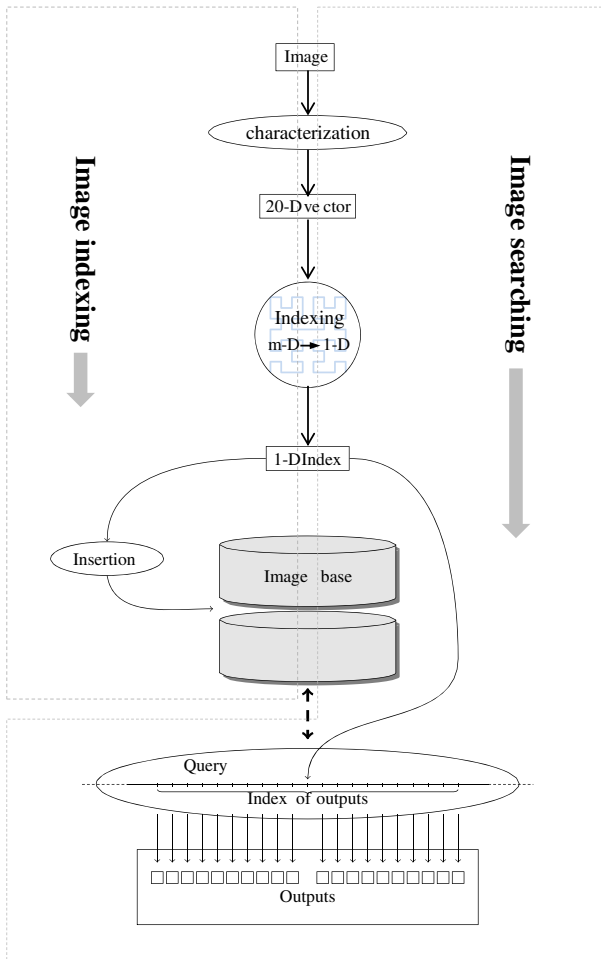 Image
characterization
20-Dve ctor
Image indexing
Image searching
Indexing
m-D 1-D
1-DIndex
Insertion
Image base
Query
Index of outputs
Outputs